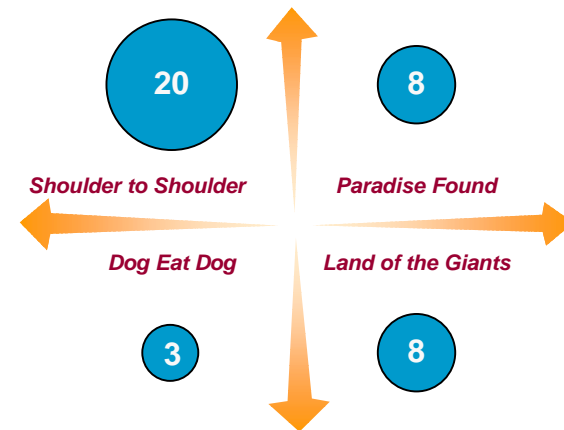 20
8
Shoulder to Shoulder
Paradise Found
Dog Eat Dog
Land of the Giants
3
8